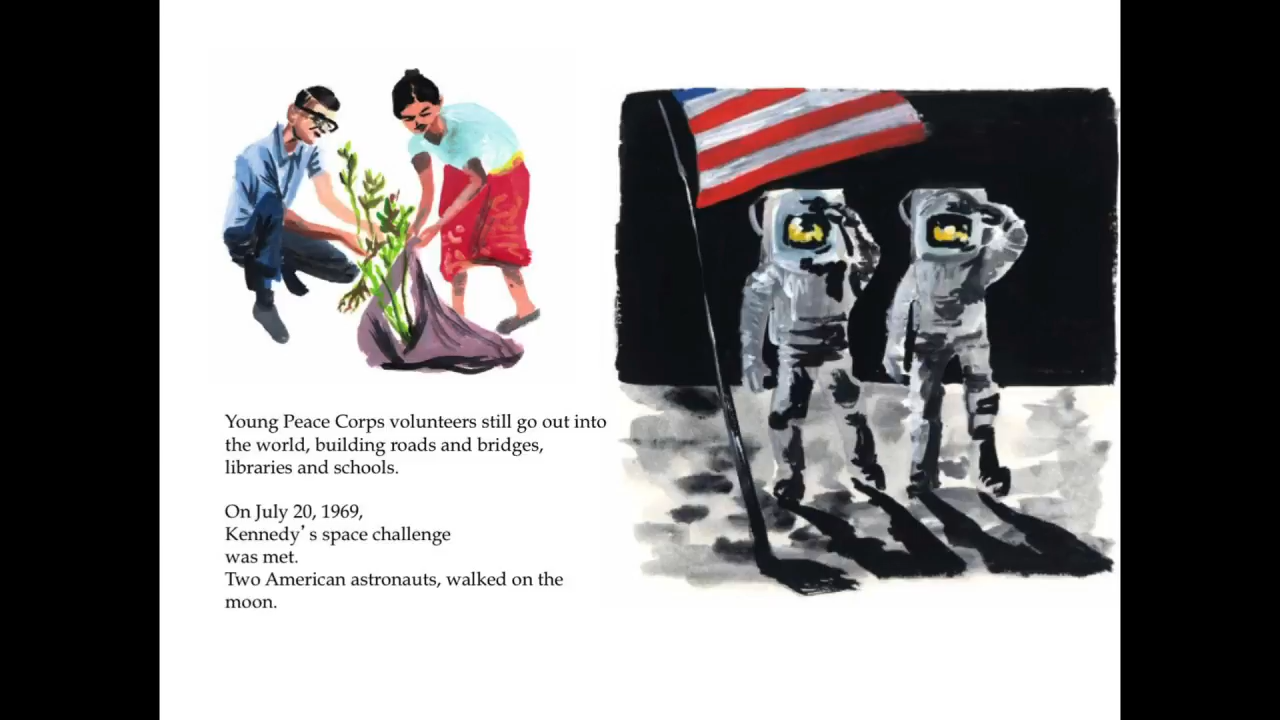 Young Peace Corps volunteers still go out into
the world, building roads and bridges,
libraries and schools.
On July 20, 1969,
Kennedy’s space challenge
was met.
Two American astronauts, walked on the
moon.